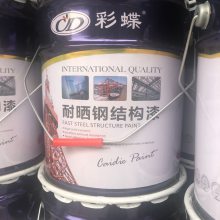 CD 彩蝶
INTERNATIONAL QUALITY
耐晒钢结构漆
FAST STEEL STRUCTURE PAINT
Caidie Paint